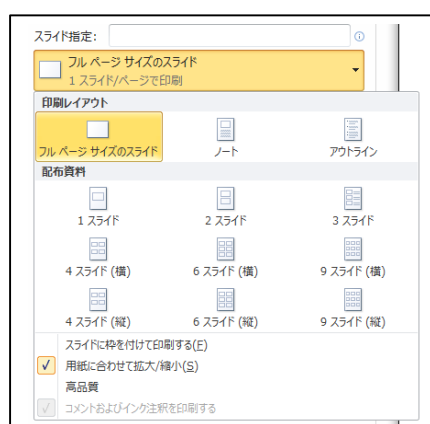 スライド指定:
フル ページ サイズのスライド
1 スライド/ページで印刷
印刷レイアウト
フル ページ サイズのスライド ノート アウトライン
配布資料
1 スライド 2 スライド 3 スライド
4 スライド (横) 6 スライド (横) 9 スライド (横)
4 スライド (縦) 6 スライド (縦) 9 スライド (縦)
スライドに枠を付けて印刷する(F)
用紙に合わせて拡大/縮小(S)
高品質
コメントおよびインク注釈を印刷する